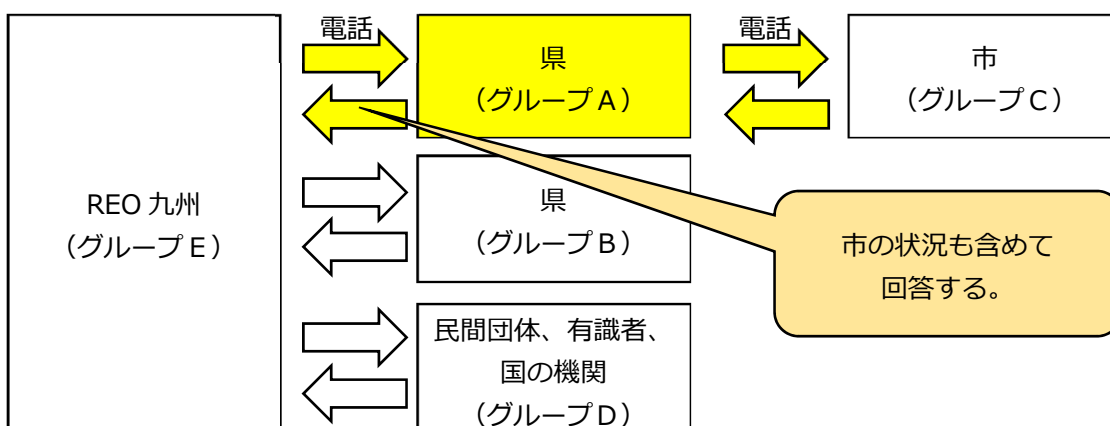 電話
電話
県
（グループA）
市
（グループC）
REO 九州
（グループE）
県
（グループB）
市の状況も含めて
回答する。
民間団体、有識者、
国の機関
（グループD）